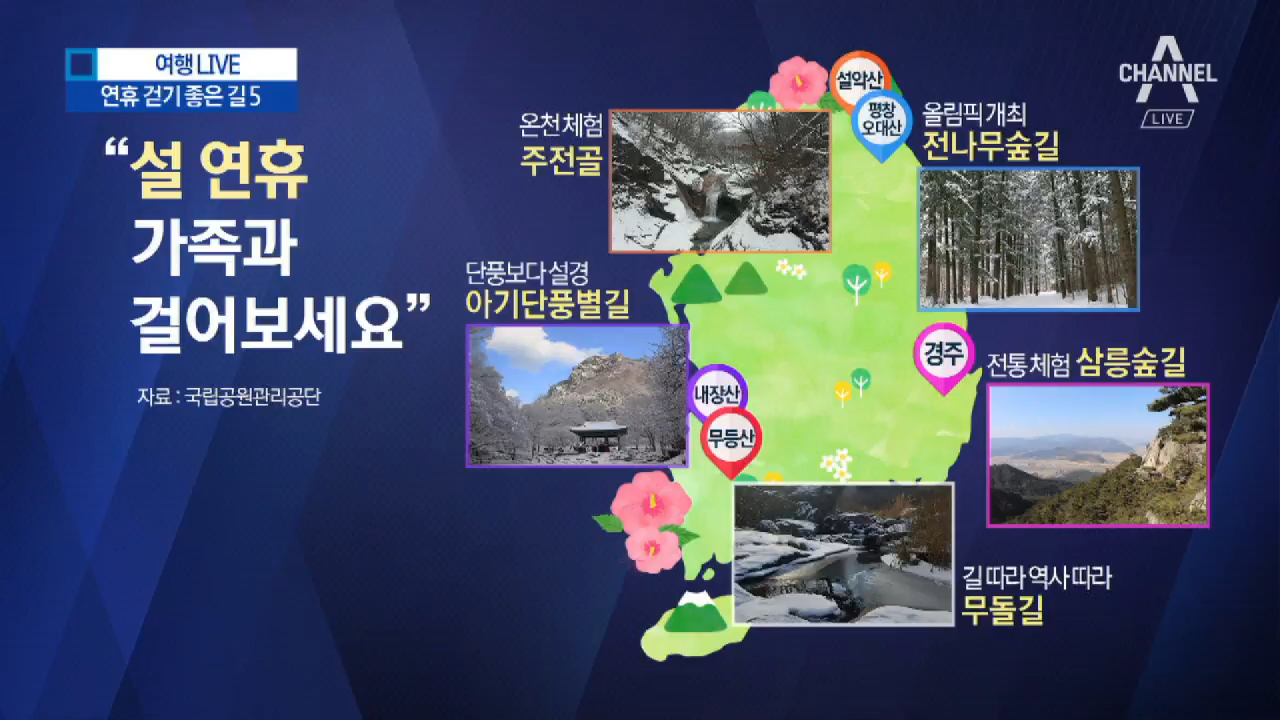 여행 LIVE
연휴 걷기 좋은 길 5
“설 연휴
가족과
걸어보세요”
자료 : 국립공원관리공단
CHANNEL A
LIVE
설악산
평창
오대산
온천 체험
주전골
올림픽 개최
전나무숲길
단풍보다 설경
아기단풍별길
내장산
무등산
경주
전통 체험 삼릉숲길
길 따라 역사 따라
무돌길